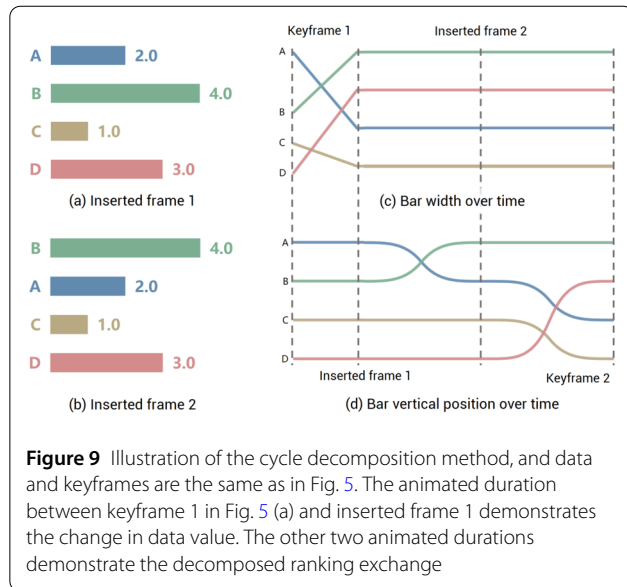 A 2.0
B 4.0
C 1.0
D 3.0
(a) Inserted frame 1
B 4.0
A 2.0
C 1.0
D 3.0
(b) Inserted frame 2
Keyframe 1 Inserted frame 2
A
B
C
D
(c) Bar width over time
A
B
C
D
Inserted frame 1 Keyframe 2
(d) Bar vertical position over time
Figure 9 Illustration of the cycle decomposition method, and data
and keyframes are the same as in Fig. 5. The animated duration
between keyframe 1 in Fig. 5 (a) and inserted frame 1 demonstrates
the change in data value. The other two animated durations
demonstrate the decomposed ranking exchange